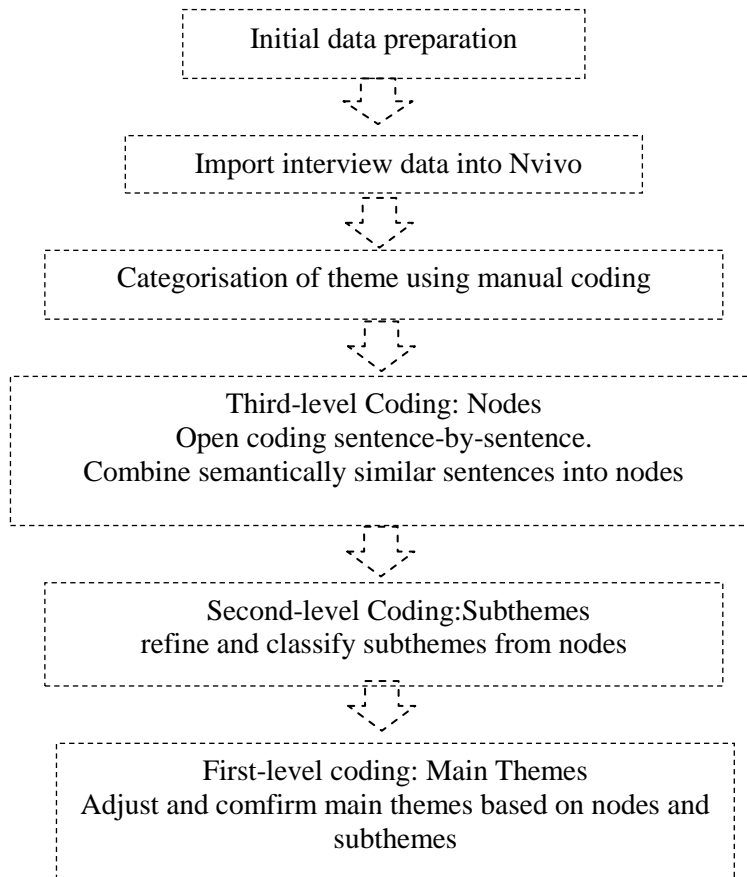 Initial data preparation
Import interview data into Nvivo
Categorisation of theme using manual coding
Third-level Coding: Nodes
Open coding sentence-by-sentence.
Combine semantically similar sentences into nodes
Second-level Coding:Subthemes
refine and classify subthemes from nodes
First-level coding: Main Themes
Adjust and comfirm main themes based on nodes and
subthemes